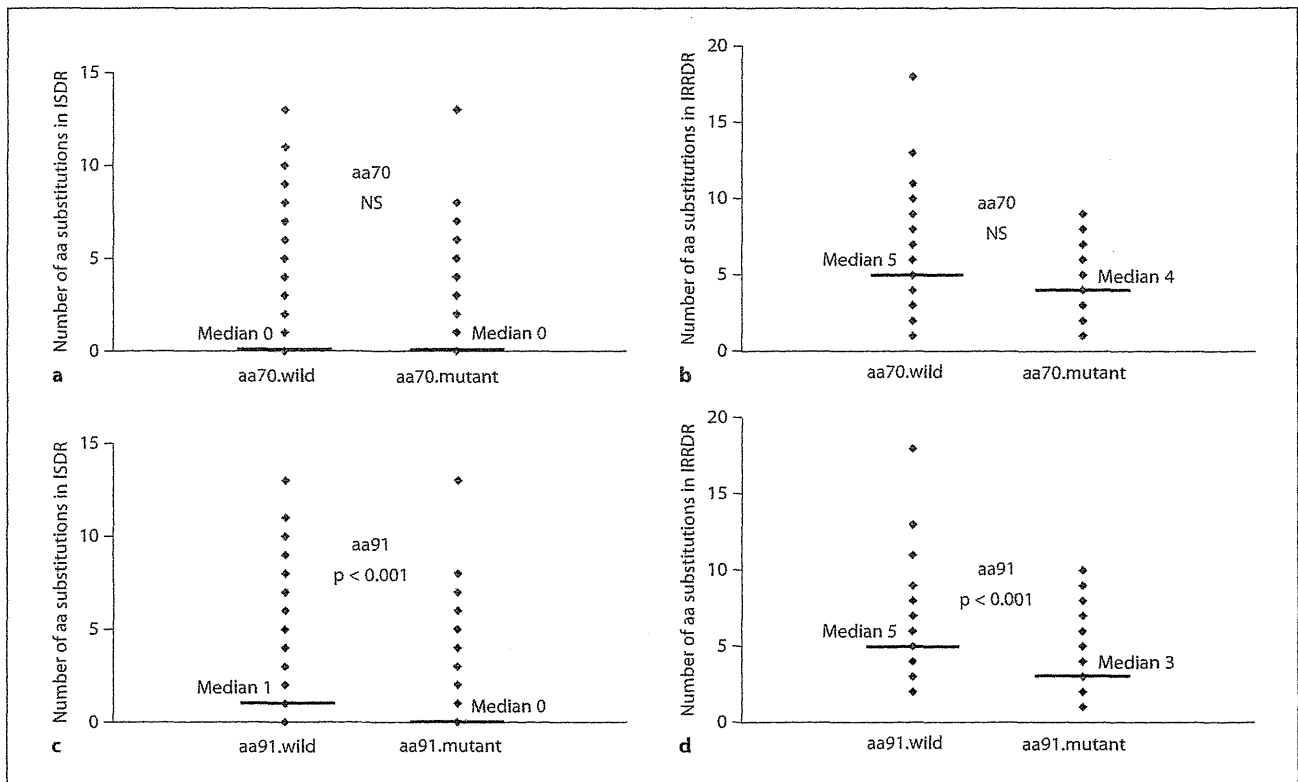 Number of aa substitutions in ISDR
15
10
5
0
aa70
NS
Median 0
Median 0
aa70.wild
aa70.mutant
a
Number of aa substitutions in IRRDR
20
15
10
5
0
aa70
NS
Median 5
Median 4
aa70.wild
aa70.mutant
b
Number of aa substitutions in ISDR
15
10
5
0
aa91
p < 0.001
Median 1
Median 0
aa91.wild
aa91.mutant
c
Number of aa substitutions in IRRDR
20
15
10
5
0
aa91
p < 0.001
Median 5
Median 3
aa91.wild
aa91.mutant
d